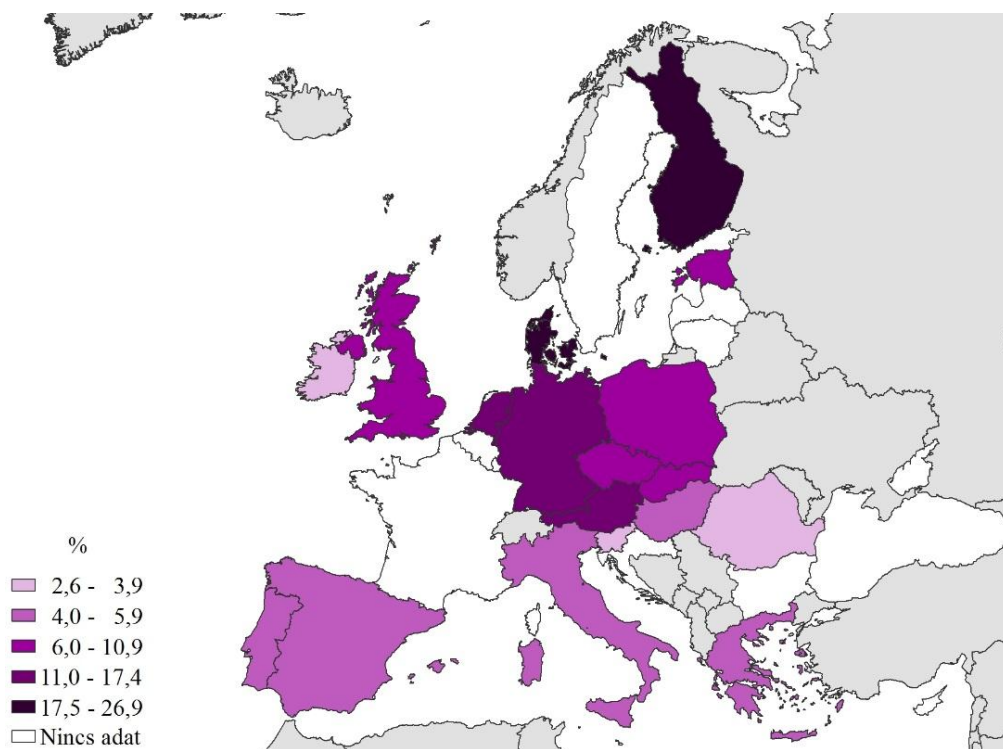 %
2,6 - 3,9
4,0 - 5,9
6,0 - 10,9
11,0 - 17,4
17,5 - 26,9
Nincs adat